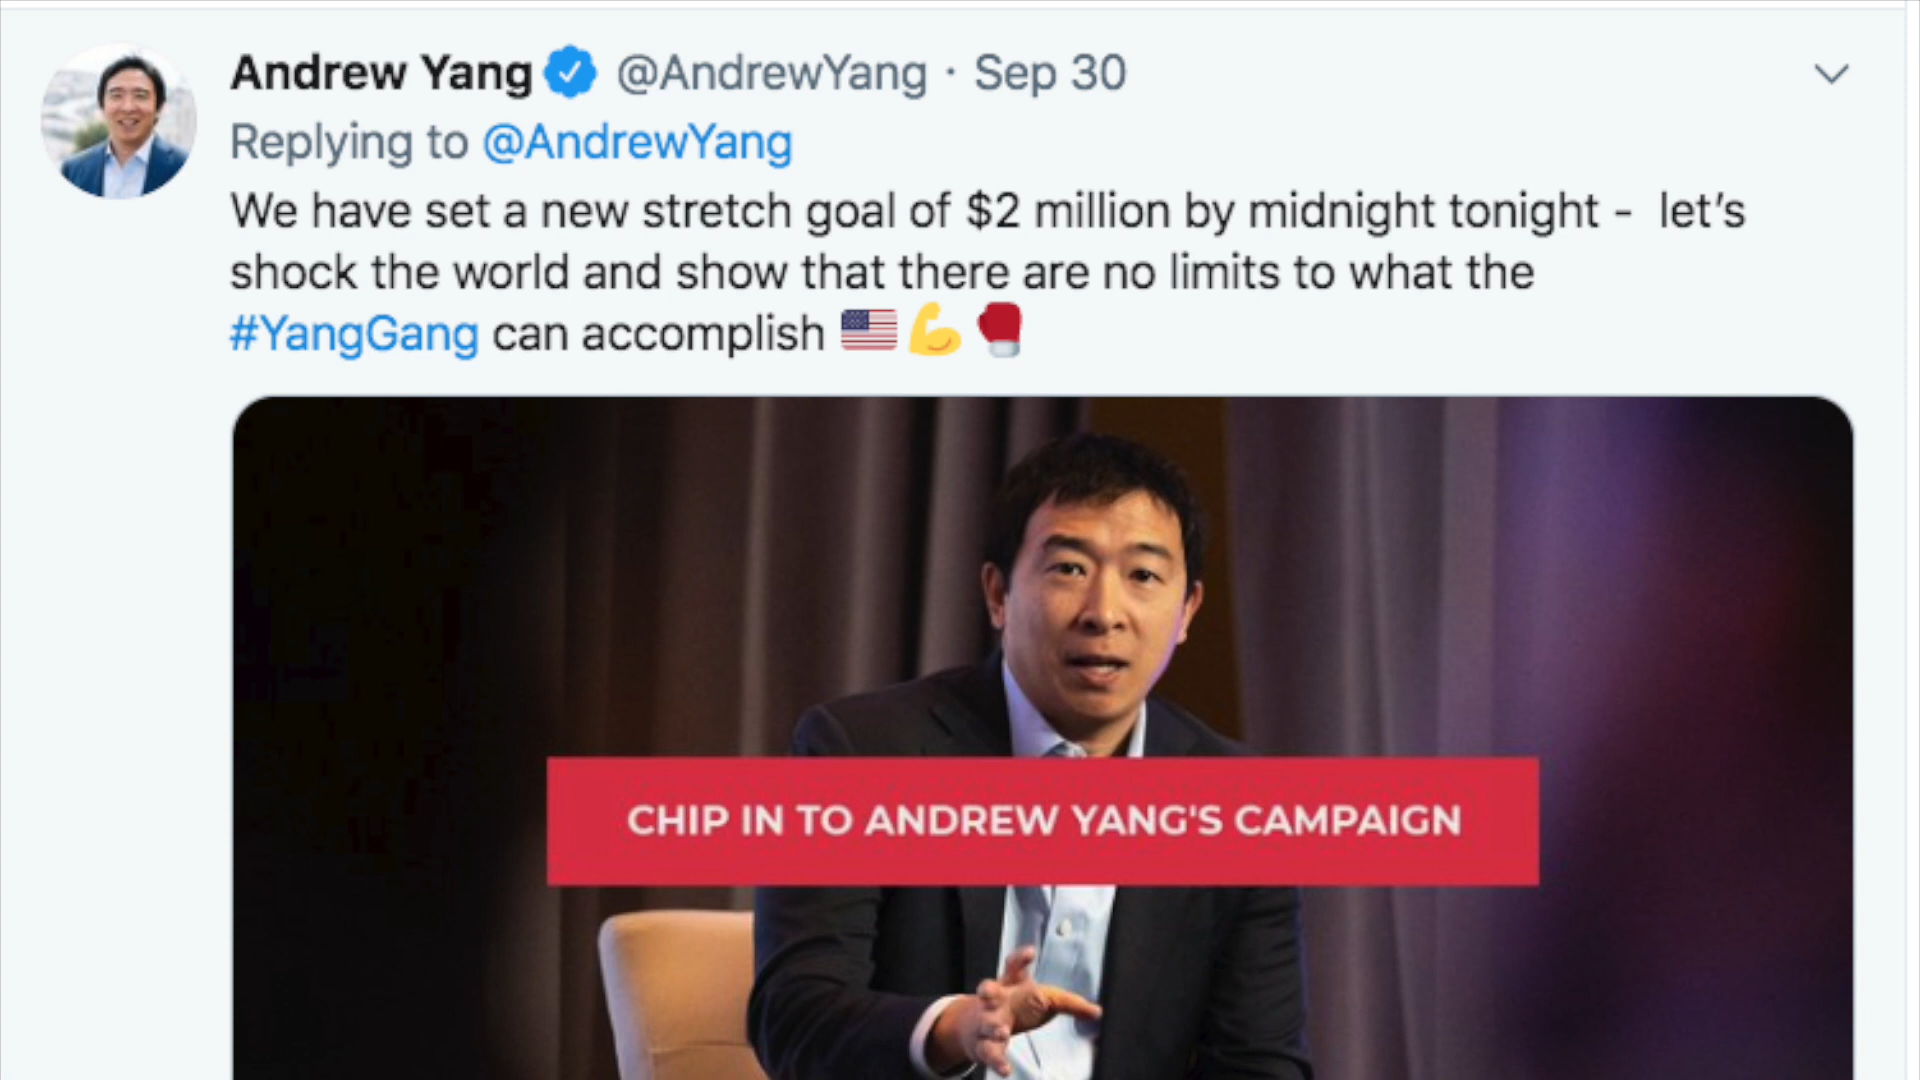 Andrew Yang @AndrewYang · Sep 30
Replying to @AndrewYang
We have set a new stretch goal of $2 million by midnight tonight -  let’s
shock the world and show that there are no limits to what the
#YangGang can accomplish 🇺🇸💪🥊
CHIP IN TO ANDREW YANG'S CAMPAIGN